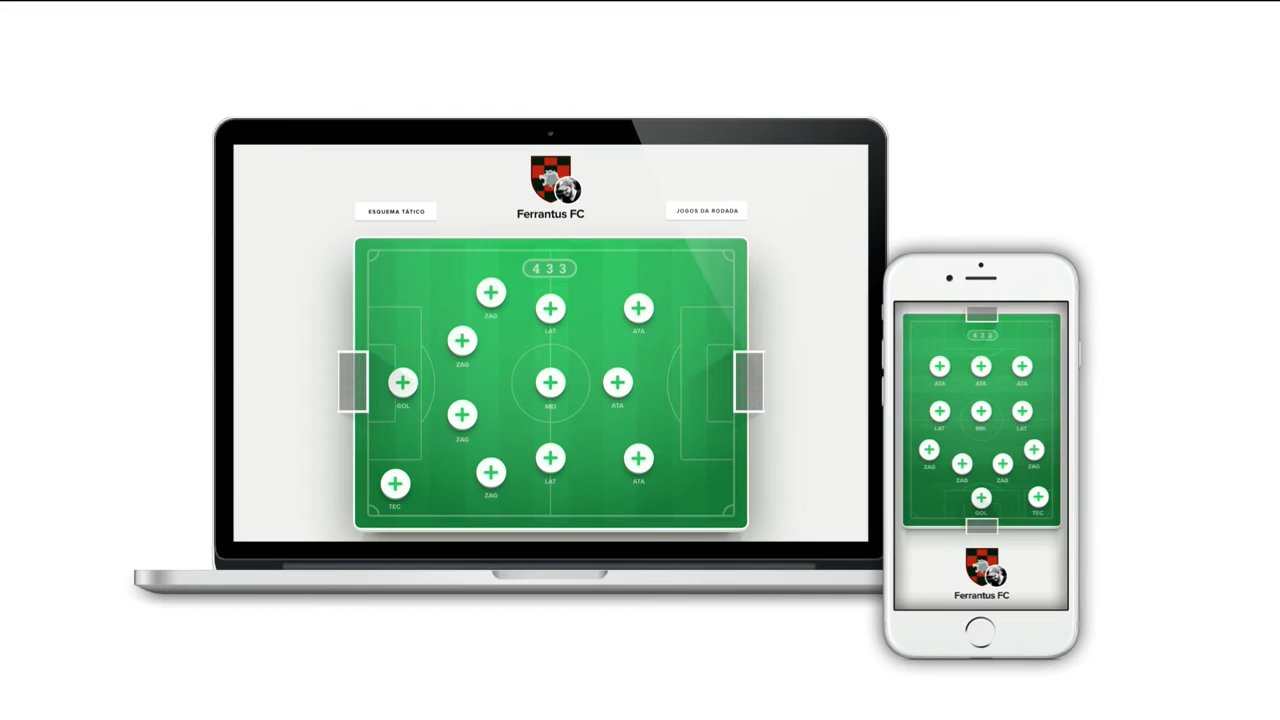 Ferrantus FC
ESQUEMA TÁTICO
JOGOS DA RODADA
4 3 3
ZAG
LAT
ATA
ZAG
GOL
MEI
ATA
ZAG
ZAG
LAT
ATA
TEC
4 3 3
ATA
ATA
ATA
LAT
MEI
LAT
ZAG
ZAG
ZAG
ZAG
GOL
TEC
Ferrantus FC